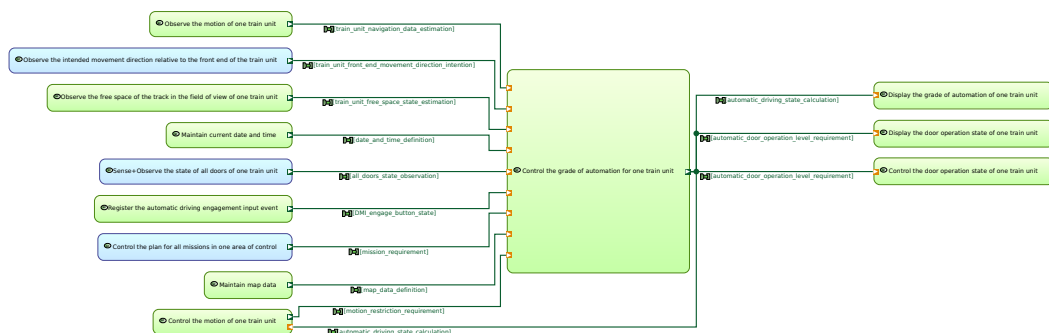 Observe the motion of one train unit
[train_unit_navigation_data_estimation]
Observe the intended movement direction relative to the front end of the train unit
[train_unit_front_end_movement_direction_intention]
Observe the free space of the track in the field of view of one train unit
[train_unit_free_space_state_estimation]
Maintain current date and time
[date_and_time_definition]
Sense+Observe the state of all doors of one train unit
[all_doors_state_observation]
Register the automatic driving engagement input event
[DMI_engage_button_state]
Control the plan for all missions in one area of control
[mission_requirement]
Maintain map data
[map_data_definition]
Control the motion of one train unit
[motion_restriction_requirement]
[automatic_driving_state_calculation]
Control the grade of automation for one train unit
[automatic_driving_state_calculation]
Display the grade of automation of one train unit
[automatic_door_operation_level_requirement]
Display the door operation state of one train unit
[automatic_door_operation_level_requirement]
Control the door operation state of one train unit